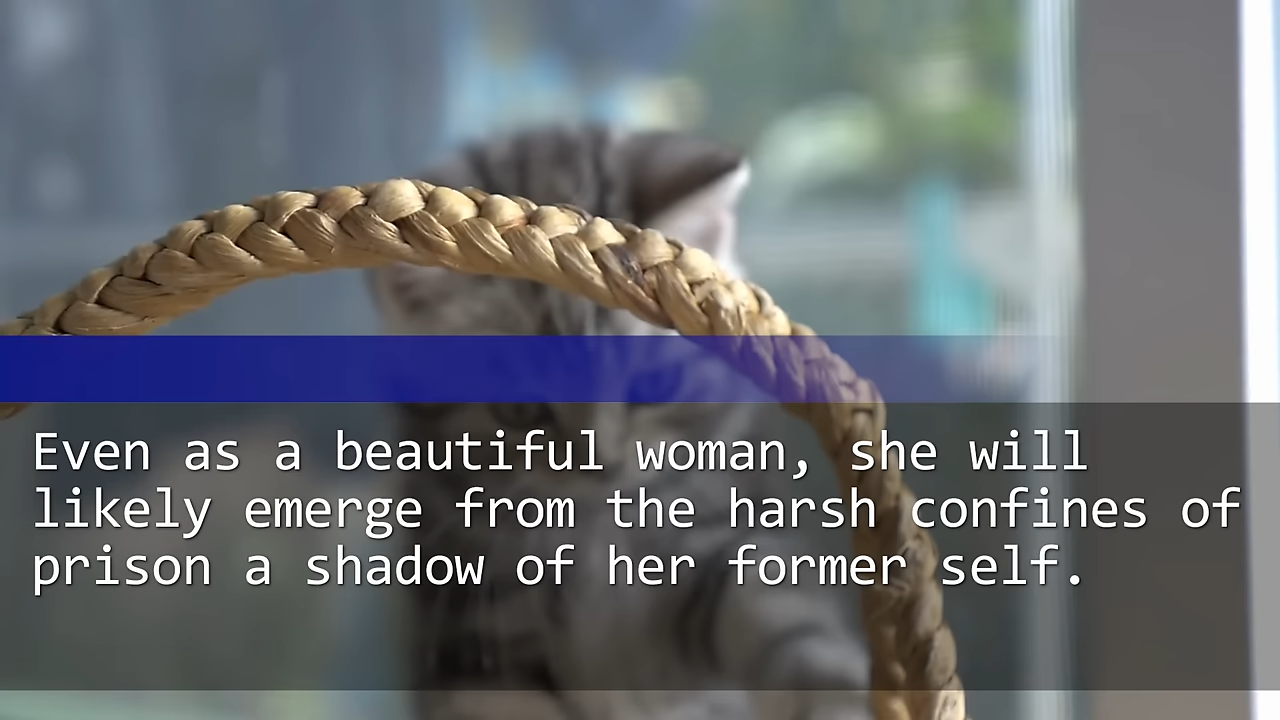 Even as a beautiful woman, she will
likely emerge from the harsh confines of
prison a shadow of her former self.